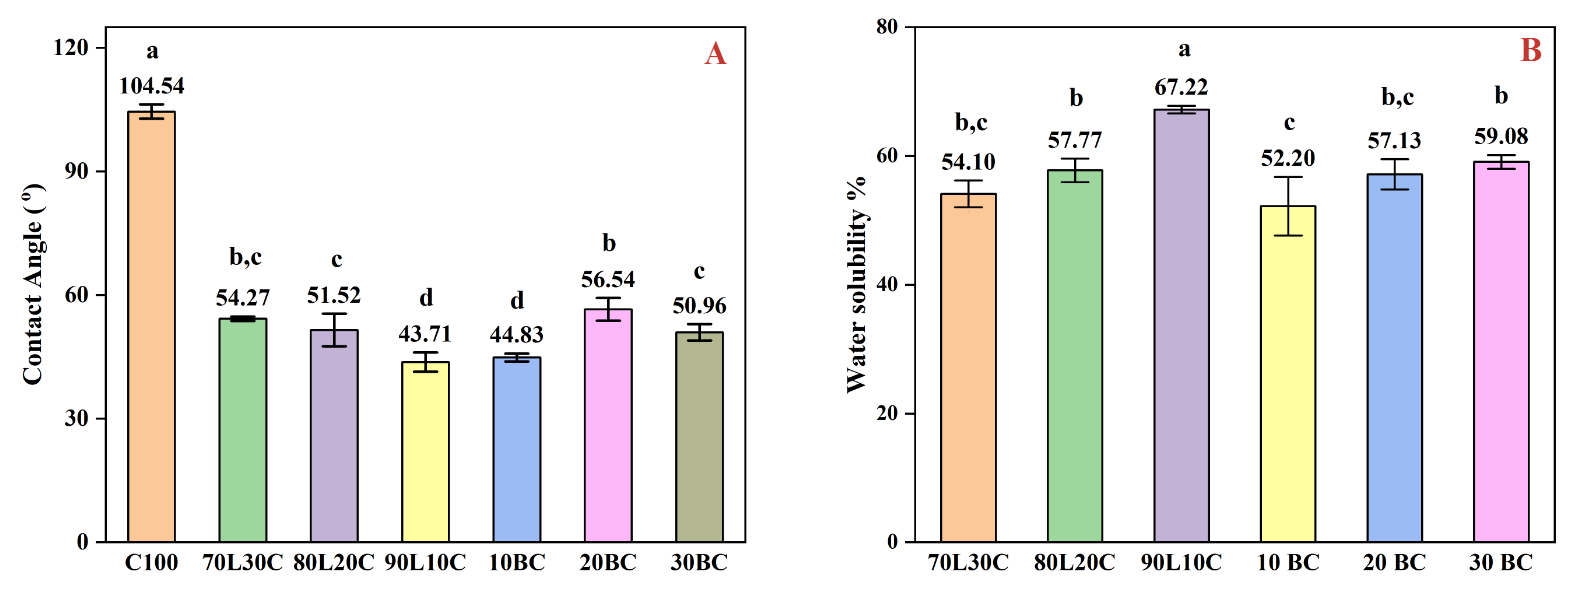 A
Contact Angle (°)
120
90
60
30
0
a
104.54
b,c
54.27
c
51.52
d
43.71
d
44.83
b
56.54
c
50.96
C100 70L30C 80L20C 90L10C 10BC 20BC 30BC
B
Water solubility %
80
60
40
20
0
b,c
54.10
b
57.77
a
67.22
c
52.20
b,c
57.13
b
59.08
70L30C 80L20C 90L10C 10 BC 20 BC 30 BC